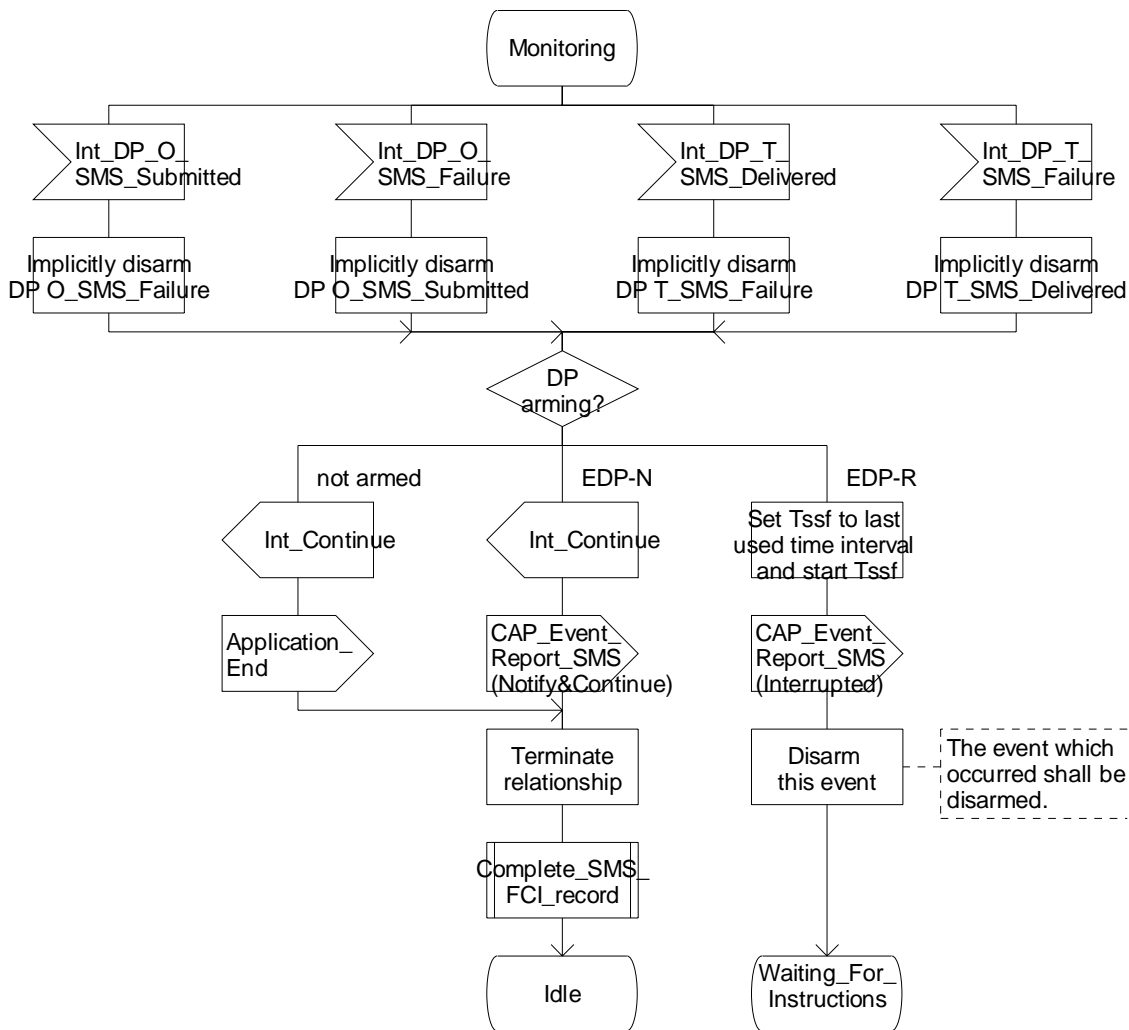 Monitoring
Int_DP_O_
SMS_Submitted
Int_DP_O_
SMS_Failure
Int_DP_T_
SMS_Delivered
Int_DP_T_
SMS_Failure
Implicitly disarm
DP O_SMS_Failure
Implicitly disarm
DP O_SMS_Submitted
Implicitly disarm
DP T_SMS_Failure
Implicitly disarm
DP T_SMS_Delivered
DP
arming?
not armed
EDP-N
EDP-R
Int_Continue
Int_Continue
Set Tssf to last
used time interval
and start Tssf
Application_
End
CAP_Event_
Report_SMS
(Notify&Continue)
CAP_Event_
Report_SMS
(Interrupted)
Terminate
relationship
Disarm
this event
The event which
occurred shall be
disarmed.
Complete_SMS_
FCI_record
Idle
Waiting_For_
Instructions